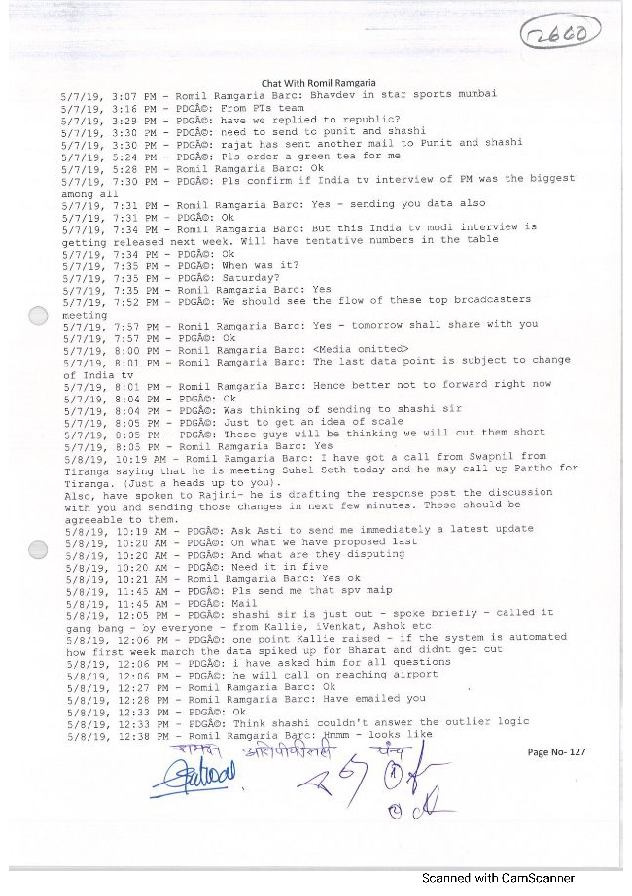 2660
Chat With Romil Ramgaria
5/7/19, 3:07 PM - Romil Ramgaria Barc: Bhavdev in star sports mumbai
5/7/19, 3:16 PM - PDGÂ©: From PTs team
5/7/19, 3:29 PM - PDGÂ©: have we replied to republic?
5/7/19, 3:30 PM - PDGÂ©: need to send to punit and shashi
5/7/19, 3:30 PM - PDGÂ©: rajat has sent another mail to Punit and shashi
5/7/19, 5:24 PM - PDGÂ©: Pls order a green tea for me
5/7/19, 5:28 PM - Romil Ramgaria Barc: Ok
5/7/19, 7:30 PM - PDGÂ©: Pls confirm if India tv interview of PM was the biggest
among all
5/7/19, 7:31 PM - Romil Ramgaria Barc: Yes - sending you data also
5/7/19, 7:31 PM - PDGÂ©: Ok
5/7/19, 7:34 PM - Romil Ramgaria Barc: But this India tv modi interview is
getting released next week. Will have tentative numbers in the table
5/7/19, 7:34 PM - PDGÂ©: Ok
5/7/19, 7:35 PM - PDGÂ©: When was it?
5/7/19, 7:35 PM - PDGÂ©: Saturday?
5/7/19, 7:35 PM - Romil Ramgaria Barc: Yes
5/7/19, 7:52 PM - PDGÂ©: We should see the flow of these top broadcasters
meeting
5/7/19, 7:57 PM - Romil Ramgaria Barc: Yes - tomorrow shall share with you
5/7/19, 7:57 PM - PDGÂ©: Ok
5/7/19, 8:00 PM - Romil Ramgaria Barc: <Media omitted>
5/7/19, 8:01 PM - Romil Ramgaria Barc: The last data point is subject to change
of India tv
5/7/19, 8:01 PM - Romil Ramgaria Barc: Hence better not to forward right now
5/7/19, 8:04 PM - PDGÂ©: Ok
5/7/19, 8:04 PM - PDGÂ©: Was thinking of sending to shashi sir
5/7/19, 8:05 PM - PDGÂ©: Just to get an idea of scale
5/7/19, 8:05 PM - PDGÂ©: Those guys will be thinking we will cut them short
5/7/19, 8:05 PM - Romil Ramgaria Barc: Yes
5/8/19, 10:19 AM - Romil Ramgaria Barc: I have got a call from Swapnil from
Tiranga saying that he is meeting Suhel Seth today and he may call up Partho for
Tiranga. (Just a heads up to you).
Also, have spoken to Rajiri- he is drafting the response post the discussion
with you and sending those changes in next few minutes. Those should be
agreeable to them.
5/8/19, 10:19 AM - PDGÂ©: Ask Asti to send me immediately a latest update
5/8/19, 10:20 AM - PDGÂ©: On what we have proposed last
5/8/19, 10:20 AM - PDGÂ©: And what are they disputing
5/8/19, 10:20 AM - PDGÂ©: Need it in five
5/8/19, 10:21 AM - Romil Ramgaria Barc: Yes ok
5/8/19, 11:45 AM - PDGÂ©: Pls send me that spv maip
5/8/19, 11:45 AM - PDGÂ©: Mail
5/8/19, 12:05 PM - PDGÂ©: shashi sir is just out - spoke briefly - called it
gang bang - by everyone - from Kallie, iVenkat, Ashok etc
5/8/19, 12:06 PM - PDGÂ©: one point Kallie raised - if the system is automated
how first week march the data spiked up for Bharat and didnt get cut
5/8/19, 12:06 PM - PDGÂ©: i have asked him for all questions
5/8/19, 12:06 PM - PDGÂ©: he will call on reaching airport
5/8/19, 12:27 PM - Romil Ramgaria Barc: Ok
5/8/19, 12:28 PM - Romil Ramgaria Barc: Have emailed you
5/8/19, 12:33 PM - PDGÂ©: Ok
5/8/19, 12:33 PM - PDGÂ©: Think shashi couldn't answer the outlier logic
5/8/19, 12:38 PM - Romil Ramgaria Barc: Hmmm - looks like
Page No- 127
Scanned with CamScanner